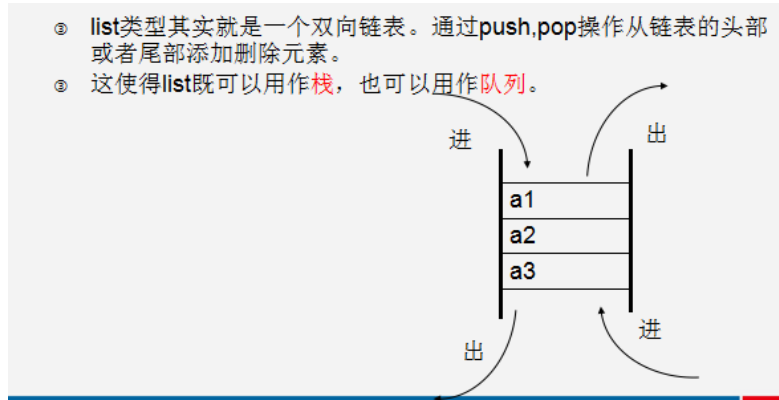 list类型其实就是一个双向链表。通过push,pop操作从链表的头部
或者尾部添加删除元素。
这使得list既可以用作栈，也可以用作队列。
进
出
a1
a2
a3
进
出